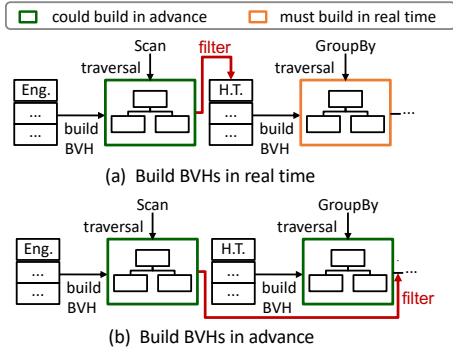 could build in advance must build in real time
Scan filter GroupBy
traversal traversal
Eng. H.T.
... ...
... build ... build ...
BVH BVH
(a) Build BVHs in real time
Scan GroupBy
traversal traversal
Eng. H.T.
... ... ...
... build ... build filter
BVH BVH
(b) Build BVHs in advance